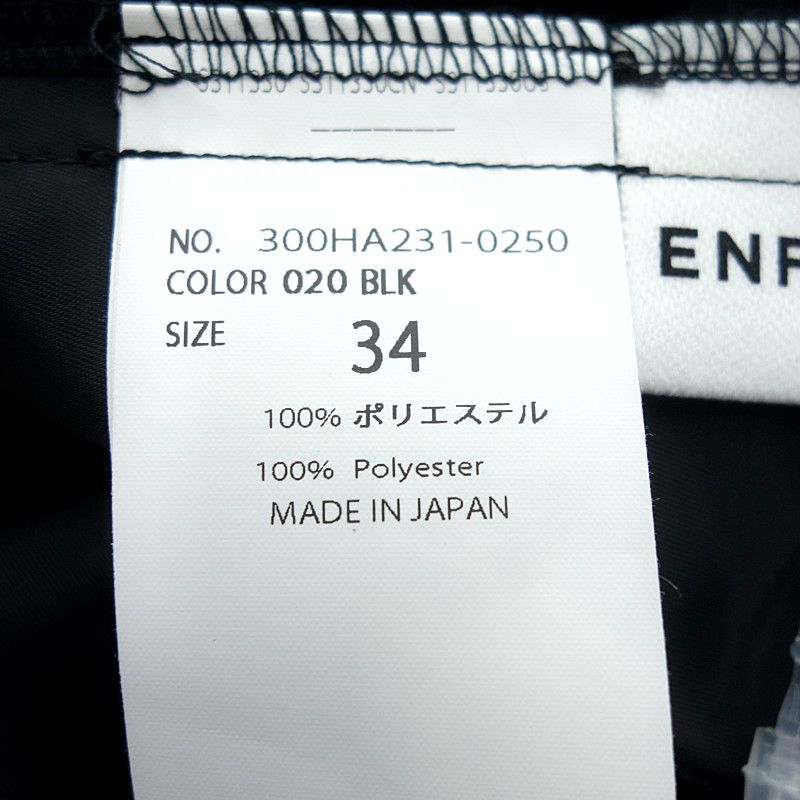 NO. 300HA231-0250
COLOR 020 BLK
SIZE 34
100% ポリエステル
100% Polyester
MADE IN JAPAN
ENF